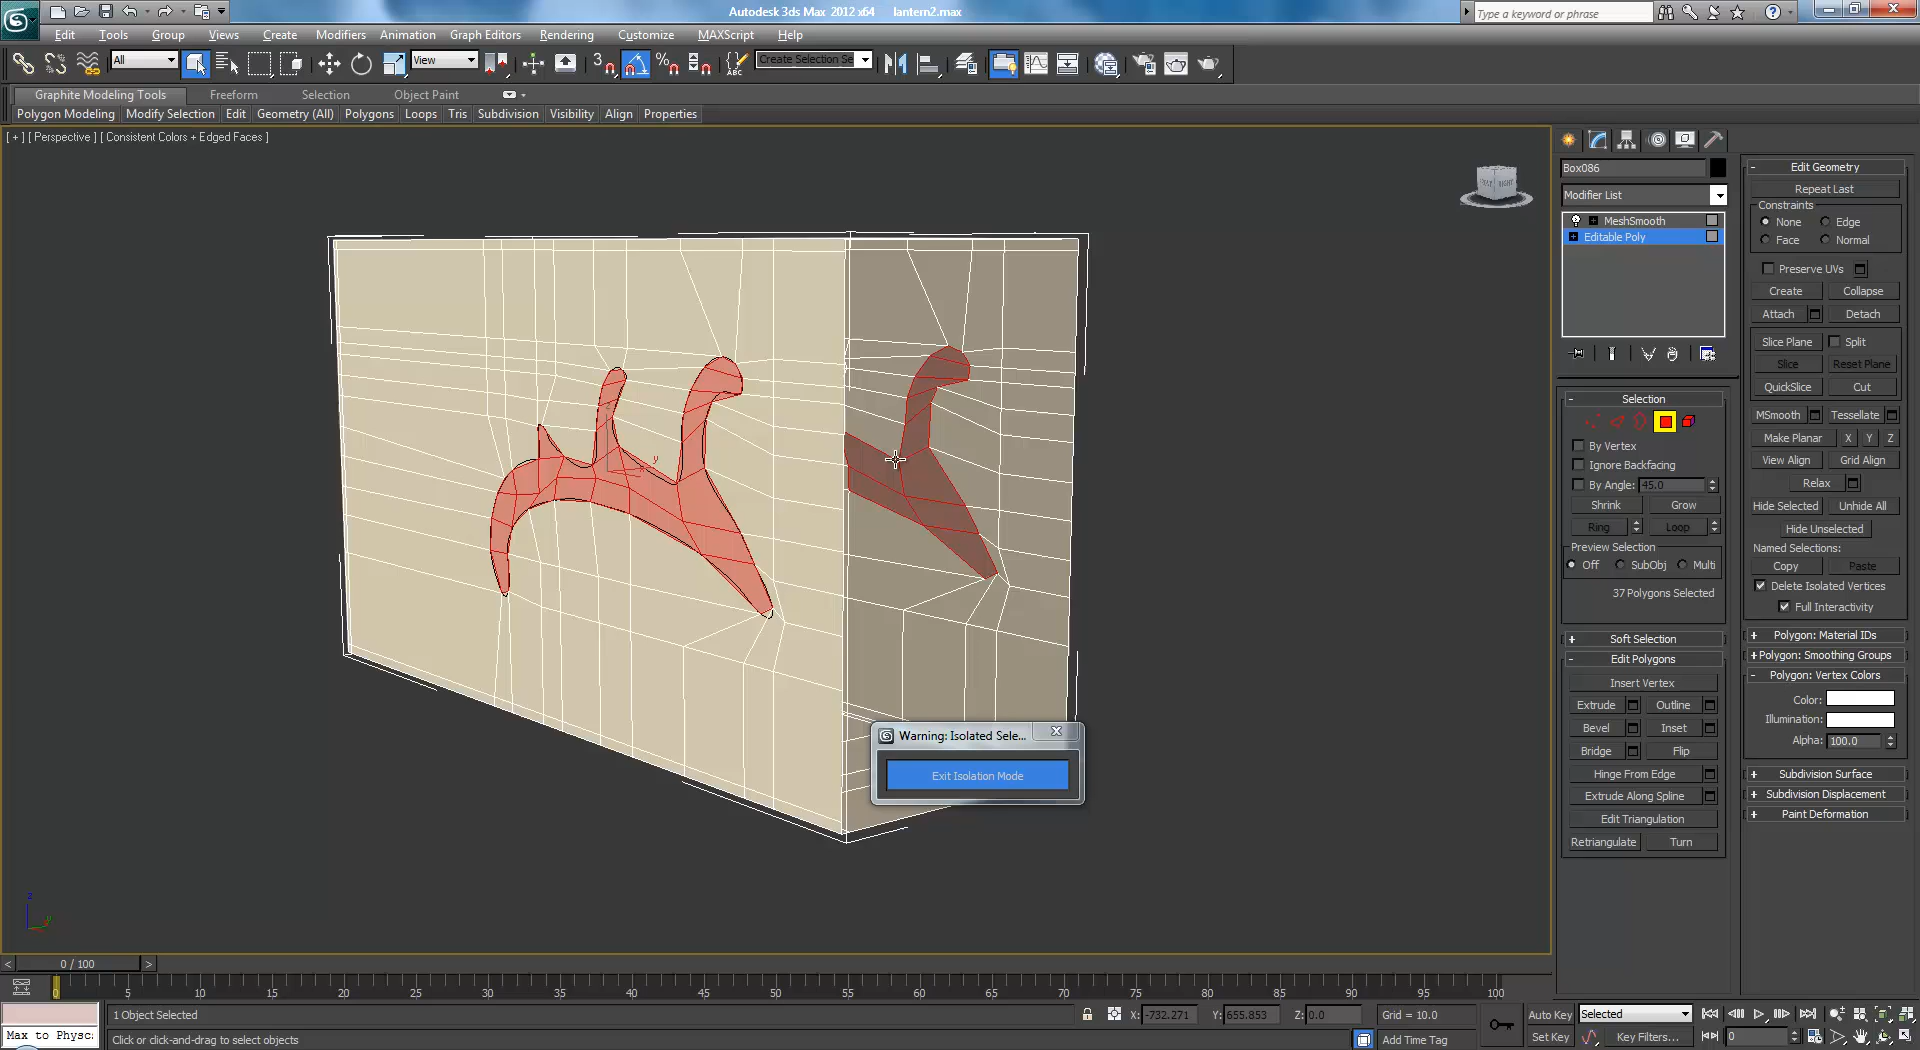 Autodesk 3ds Max 2012 x64 lantern2.max
Type a keyword or phrase
Edit Tools Group Views Create Modifiers Animation Graph Editors Rendering Customize MAXScript Help
All View 3 Create Selection Se
Graphite Modeling Tools Freeform Selection Object Paint
Polygon Modeling Modify Selection Edit Geometry (All) Polygons Loops Tris Subdivision Visibility Align Properties
[ + ] [ Perspective ] [ Consistent Colors + Edged Faces ]
Box086
Modifier List
MeshSmooth
Editable Poly
Selection
By Vertex
Ignore Backfacing
By Angle: 45.0
Shrink Grow
Ring Loop
Preview Selection
Off SubObj Multi
37 Polygons Selected
Soft Selection
Edit Polygons
Insert Vertex
Extrude Outline
Bevel Inset
Bridge Flip
Hinge From Edge
Extrude Along Spline
Edit Triangulation
Retriangulate Turn
Edit Geometry
Repeat Last
Constraints
None Edge
Face Normal
Preserve UVs
Create Collapse
Attach Detach
Slice Plane Split
Slice Reset Plane
QuickSlice Cut
MSmooth Tessellate
Make Planar X Y Z
View Align Grid Align
Relax
Hide Selected Unhide All
Hide Unselected
Named Selections:
Copy Paste
Delete Isolated Vertices
Full Interactivity
Polygon: Material IDs
Polygon: Smoothing Groups
Polygon: Vertex Colors
Color:
Illumination:
Alpha: 100.0
Subdivision Surface
Subdivision Displacement
Paint Deformation
RIGHT
z
y
x
Warning: Isolated Sele...
Exit Isolation Mode
z
y
< 0 / 100 >
0 5 10 15 20 25 30 35 40 45 50 55 60 65 70 75 80 85 90 95 100
1 Object Selected X: -732.271 Y: 655.853 Z: 0.0 Grid = 10.0 Auto Key Selected
Max to Physc: Click or click-and-drag to select objects Add Time Tag Set Key Key Filters... 0